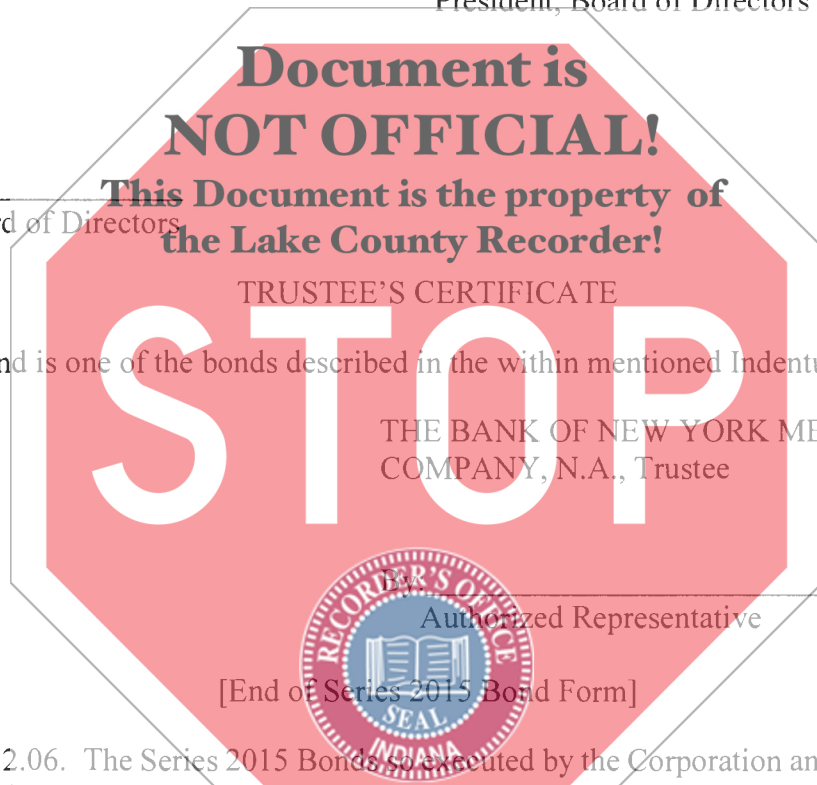 President, Board of Directors
Document is
NOT OFFICIAL!
This Document is the property of
rd of Directors
the Lake County Recorder!
TRUSTEE'S CERTIFICATE
nd is one of the bonds described in the within mentioned Indentu
STOP
THE BANK OF NEW YORK ME
COMPANY, N.A., Trustee
By:
RECORDER'S OFFICE
Authorized Representative
[End of Series 2015 Bond Form]
SEAL
INDIANA
2.06. The Series 2015 Bonds so executed by the Corporation an